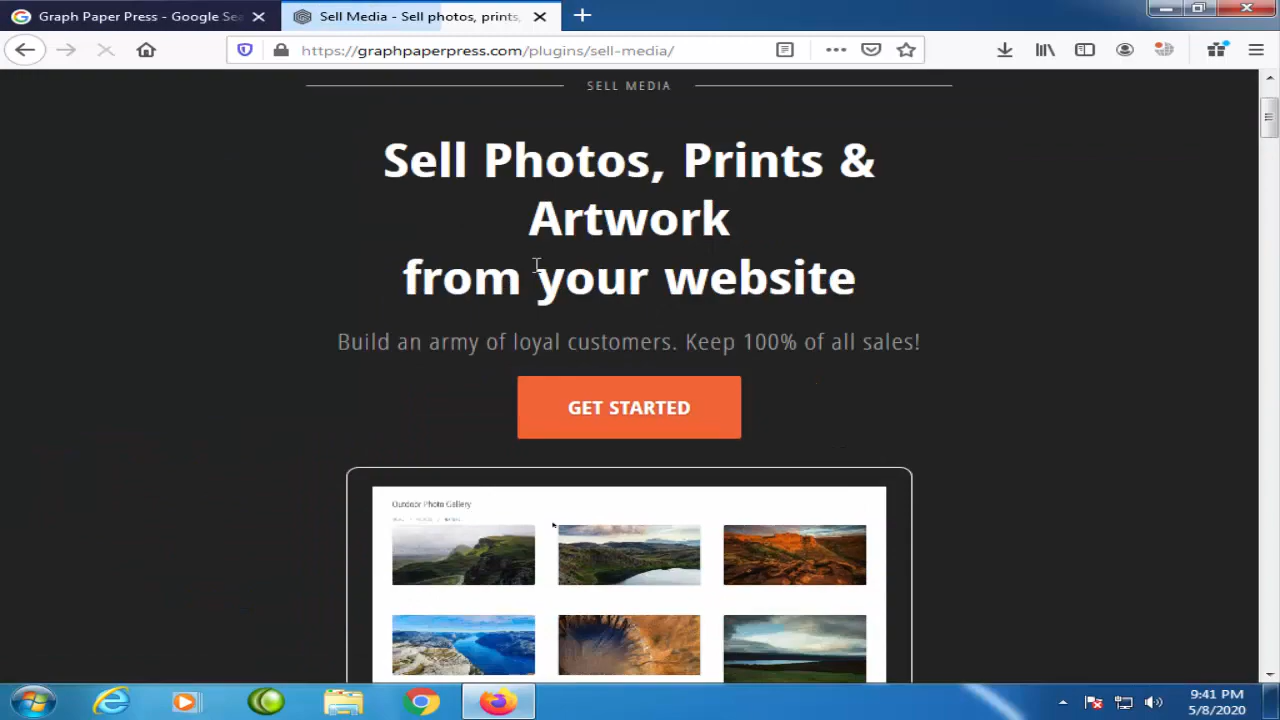 Graph Paper Press - Google Sea
Sell Media - Sell photos, prints,
https://graphpaperpress.com/plugins/sell-media/
SELL MEDIA
Sell Photos, Prints &
Artwork
from your website
Build an army of loyal customers. Keep 100% of all sales!
GET STARTED
Outdoor Photo Gallery
9:41 PM
5/8/2020